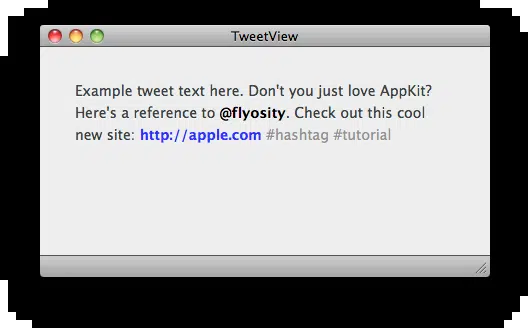 TweetView
Example tweet text here. Don't you just love AppKit?
Here's a reference to @flyosity. Check out this cool
new site: http://apple.com #hashtag #tutorial